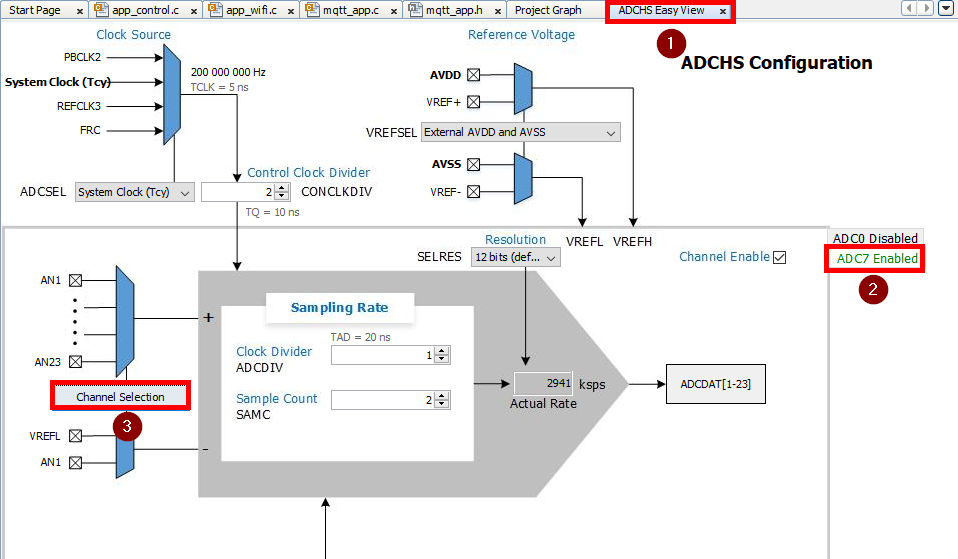 Start Page
app_control.c
app_wifi.c
mqtt_app.c
mqtt_app.h
Project Graph
ADCHS Easy View
1
ADCHS Configuration
Clock Source
PBCLK2
System Clock (Tcy)
REFCLK3
FRC
200 000 000 Hz
TCLK = 5 ns
ADCSEL
System Clock (Tcy)
Control Clock Divider
2
CONCLKDIV
TQ = 10 ns
Reference Voltage
AVDD
VREF+
VREFSEL
External AVDD and AVSS
AVSS
VREF-
VREFL
VREFH
Resolution
SELRES
12 bits (def...
Channel Enable
ADC0 Disabled
ADC7 Enabled
2
AN1
AN23
Channel Selection
3
VREFL
AN1
+
-
Sampling Rate
TAD = 20 ns
Clock Divider
ADCDIV
1
Sample Count
SAMC
2
2941
ksps
Actual Rate
ADCDAT[1-23]